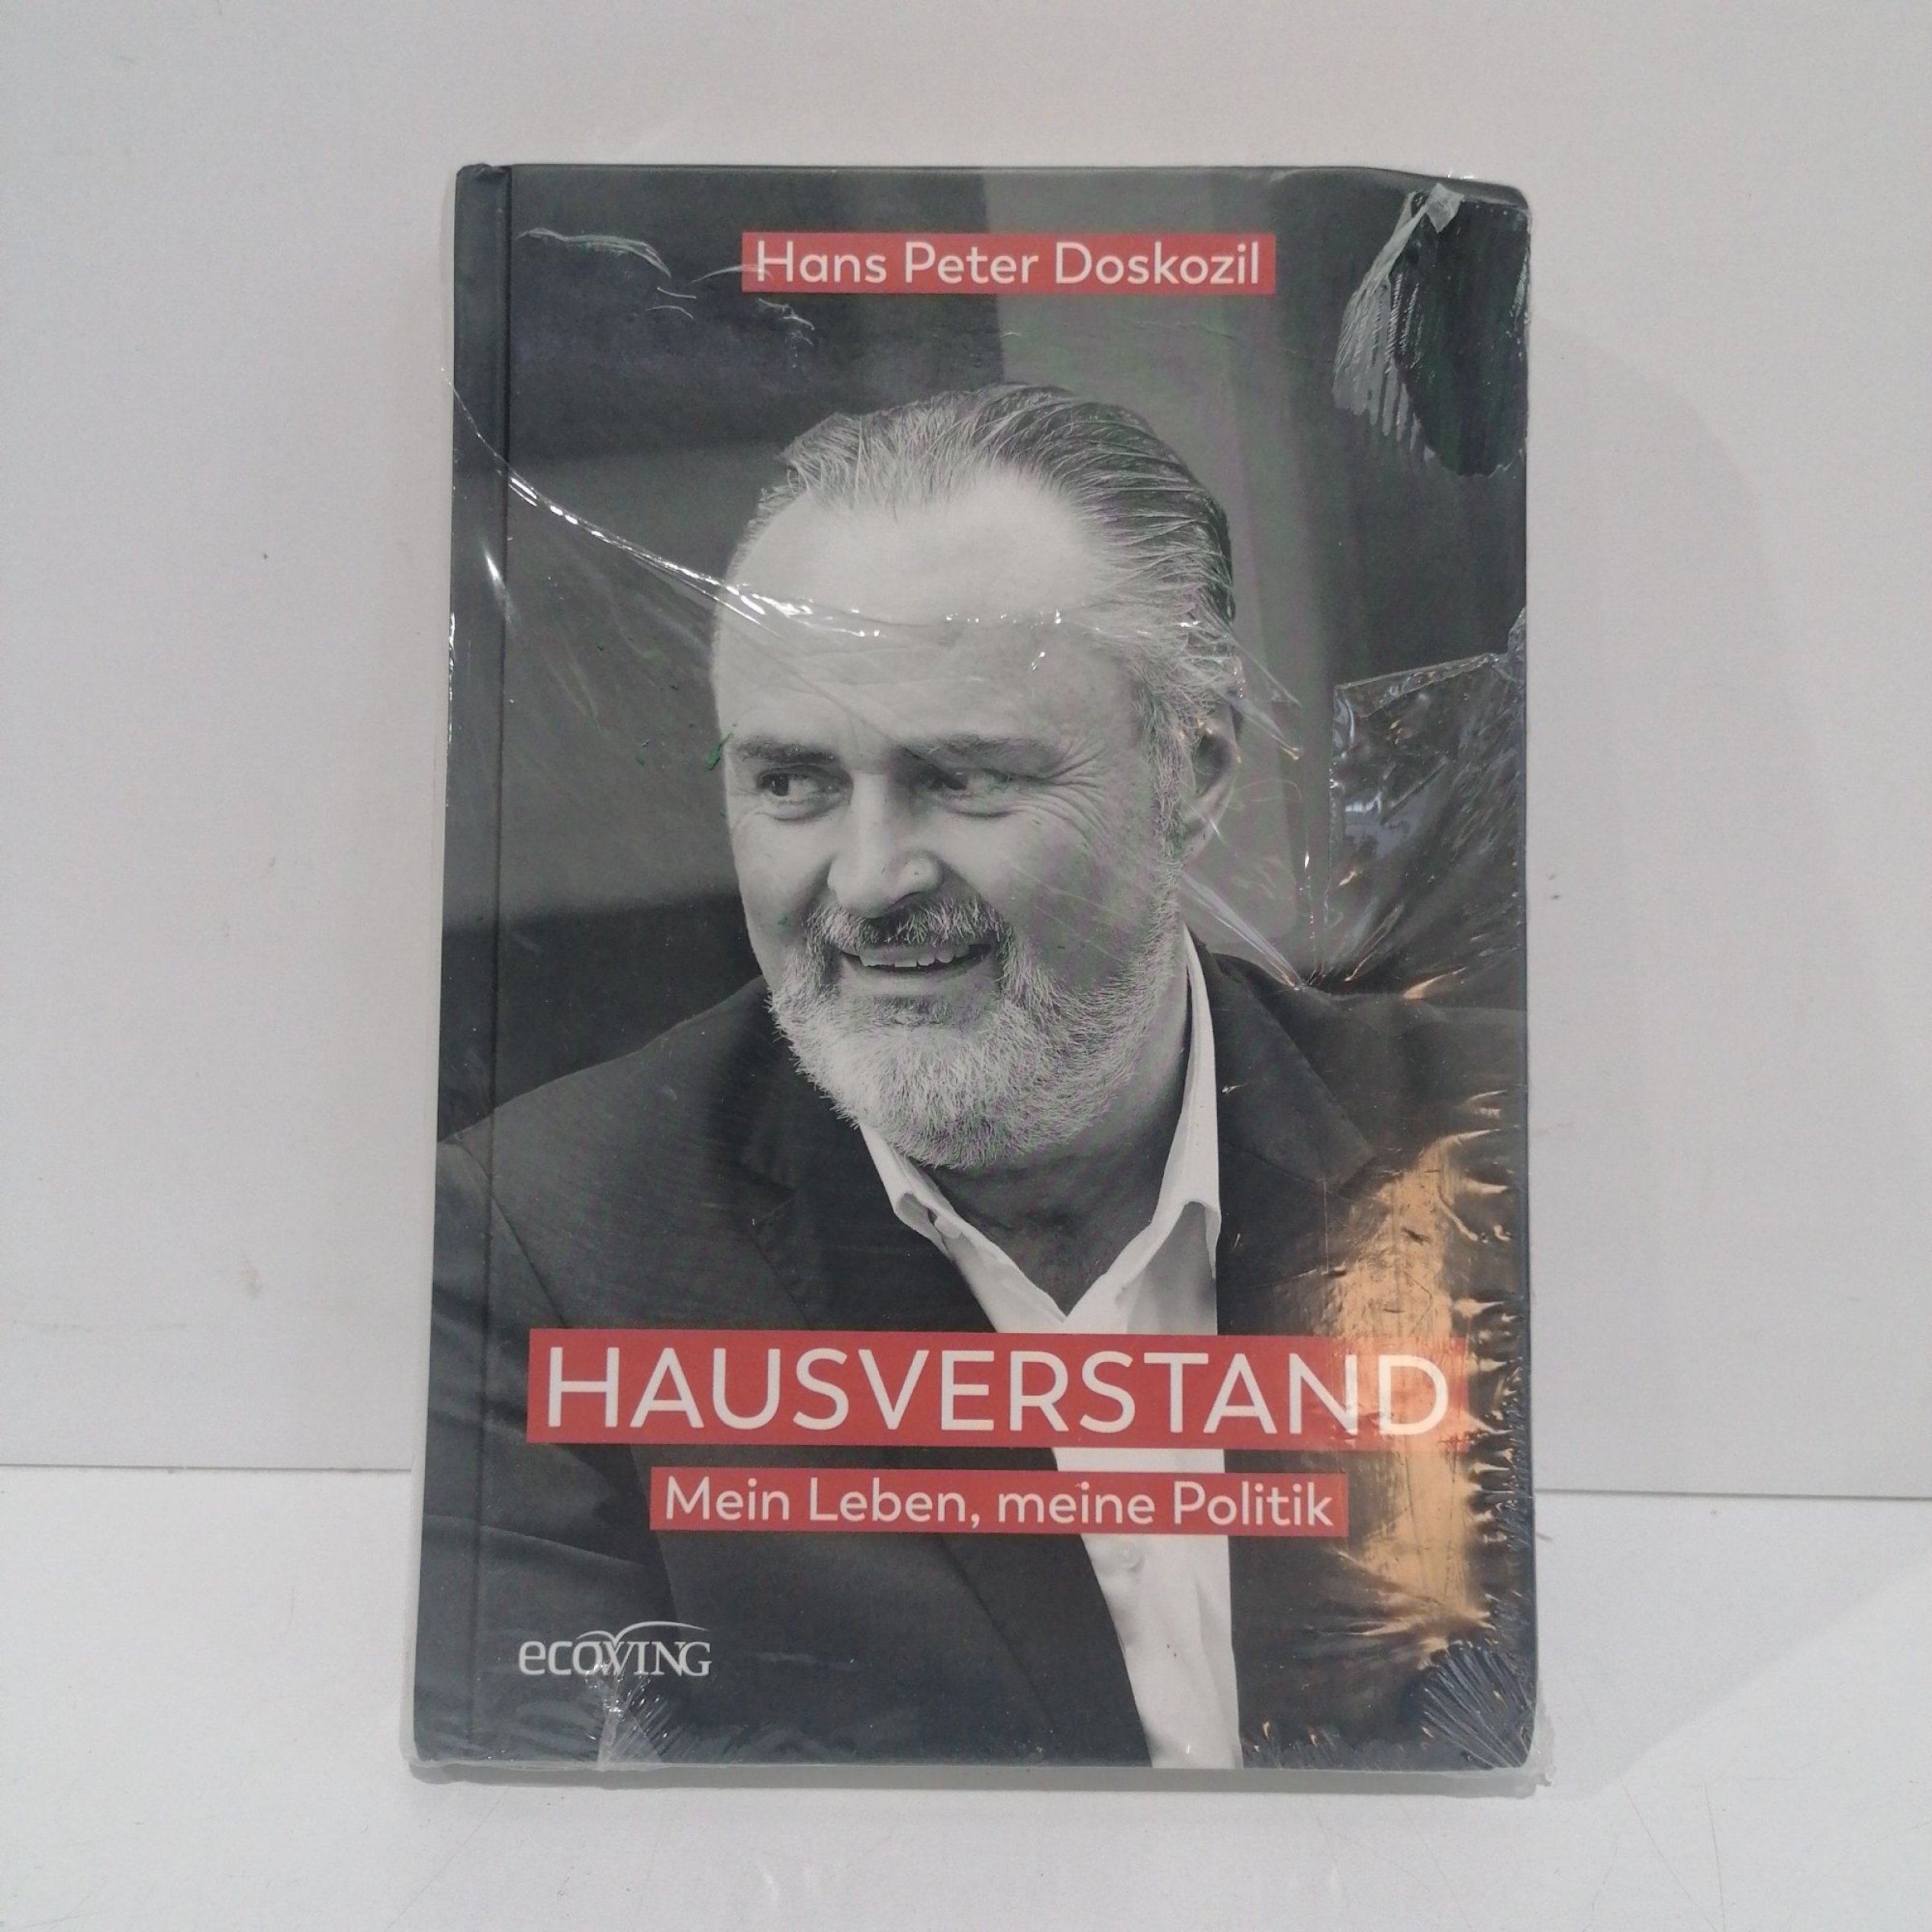 Hans Peter Doskozil
HAUSVERSTAND
Mein Leben, meine Politik
ecoWING